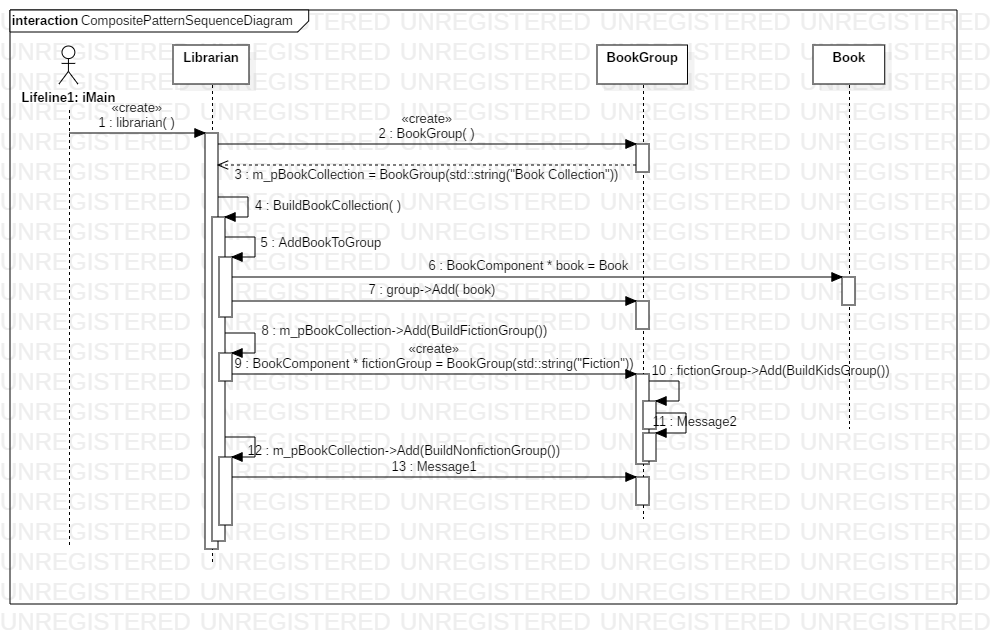 interaction CompositePatternSequenceDiagram
Lifeline1: iMain
Librarian
BookGroup
Book
«create»
1 : librarian( )
«create»
2 : BookGroup( )
3 : m_pBookCollection = BookGroup(std::string("Book Collection"))
4 : BuildBookCollection( )
5 : AddBookToGroup
6 : BookComponent * book = Book
7 : group->Add( book)
8 : m_pBookCollection->Add(BuildFictionGroup())
«create»
9 : BookComponent * fictionGroup = BookGroup(std::string("Fiction"))
10 : fictionGroup->Add(BuildKidsGroup())
11 : Message2
12 : m_pBookCollection->Add(BuildNonfictionGroup())
13 : Message1
UNREGISTERED